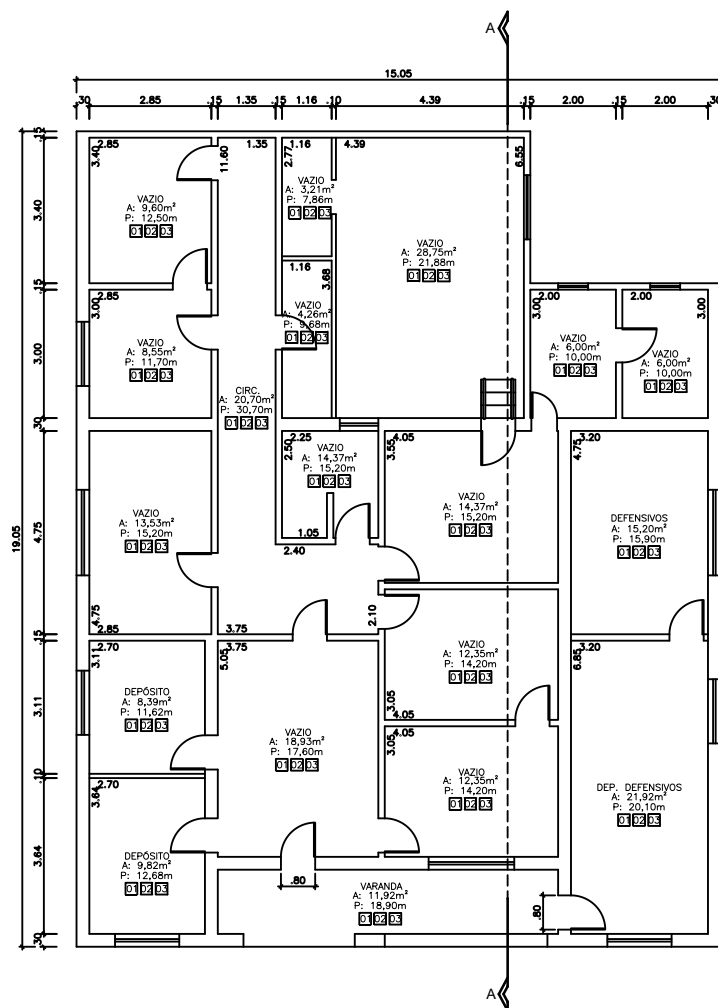 A
15.05
.30
2.85
.15
1.35
.15
1.16
.10
4.39
.15
2.00
.15
2.00
.30
19.05
.15
3.40
.15
3.00
.30
4.75
.15
3.11
.10
3.64
.30
2.85
3.40
VAZIO
A: 9,60m²
P: 12,50m
01 02 03
1.35
11.60
1.16
2.77
VAZIO
A: 3,21m²
P: 7,86m
01 02 03
4.39
6.55
VAZIO
A: 28,75m²
P: 21,88m
01 02 03
2.85
3.00
VAZIO
A: 8,55m²
P: 11,70m
01 02 03
1.16
3.68
VAZIO
A: 4,26m²
P: 9,68m
01 02 03
2.00
3.00
VAZIO
A: 6,00m²
P: 10,00m
01 02 03
2.00
3.00
VAZIO
A: 6,00m²
P: 10,00m
01 02 03
CIRC.
A: 20,70m²
P: 30,70m
01 02 03
2.25
2.50
VAZIO
A: 14,37m²
P: 15,20m
01 02 03
1.05
2.40
4.05
3.55
VAZIO
A: 14,37m²
P: 15,20m
01 02 03
3.20
4.75
DEFENSIVOS
A: 15,20m²
P: 15,90m
01 02 03
VAZIO
A: 13,53m²
P: 15,20m
01 02 03
4.75
2.85
3.75
2.10
VAZIO
A: 12,35m²
P: 14,20m
01 02 03
3.05
4.05
2.70
3.11
DEPÓSITO
A: 8,39m²
P: 11,62m
01 02 03
3.75
5.05
VAZIO
A: 18,93m²
P: 17,60m
01 02 03
4.05
3.05
VAZIO
A: 12,35m²
P: 14,20m
01 02 03
3.20
6.85
DEP. DEFENSIVOS
A: 21,92m²
P: 20,10m
01 02 03
2.70
3.64
DEPÓSITO
A: 9,82m²
P: 12,68m
01 02 03
.80
VARANDA
A: 11,92m²
P: 18,90m
01 02 03
.80
A